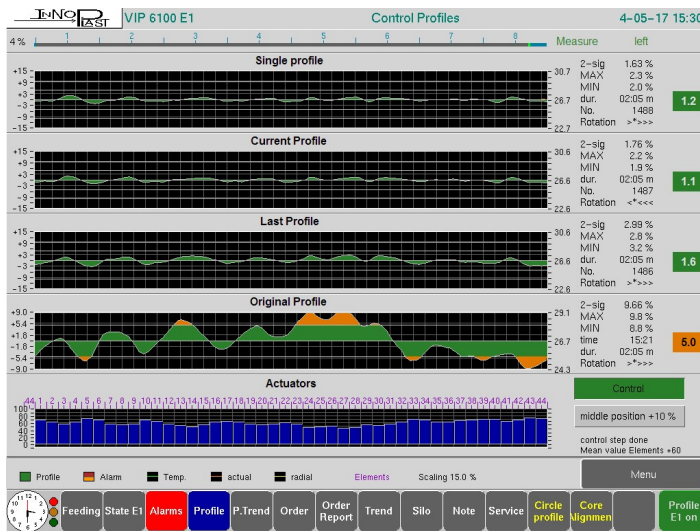 INNOPLAST VIP 6100 E1 Control Profiles 4-05-17 15:30
4 % 1 2 3 4 5 6 7 8 Measure left
Single profile
+15 +9 +3 -3 -9 -15
30.7 26.7 22.7
2-sig 1.63 %
MAX 2.3 %
MIN 2.0 %
dur. 02:05 m
No. 1488
Rotation >*>>>
1.2
Current Profile
+15 +9 +3 -3 -9 -15
30.6 26.6 22.6
2-sig 1.76 %
MAX 2.2 %
MIN 1.9 %
dur. 02:05 m
No. 1487
Rotation <*<<<
1.1
Last Profile
+15 +9 +3 -3 -9 -15
30.6 26.6 22.6
2-sig 2.99 %
MAX 2.8 %
MIN 3.2 %
dur. 02:05 m
No. 1486
Rotation >*>>>
1.6
Original Profile
+9.0 +5.4 +1.8 -1.8 -5.4 -9.0
29.1 26.7 24.3
2-sig 9.66 %
MAX 9.8 %
MIN 8.8 %
time 15:21
dur. 02:05 m
Rotation >*>>>
5.0
Actuators
44 1 2 3 4 5 6 7 8 9 10 11 12 13 14 15 16 17 18 19 20 21 22 23 24 25 26 27 28 29 30 31 32 33 34 35 36 37 38 39 40 41 42 43 44
100 80 60 40 20 0
Control
middle position +10 %
control step done
Mean value Elements +60
Profile Alarm Temp. actual radial Elements Scaling 15.0 %
Menu
Feeding State E1 Alarms Profile P.Trend Order Order Report Trend Silo Note Service Circle profile Core Alignment Profile E1 on